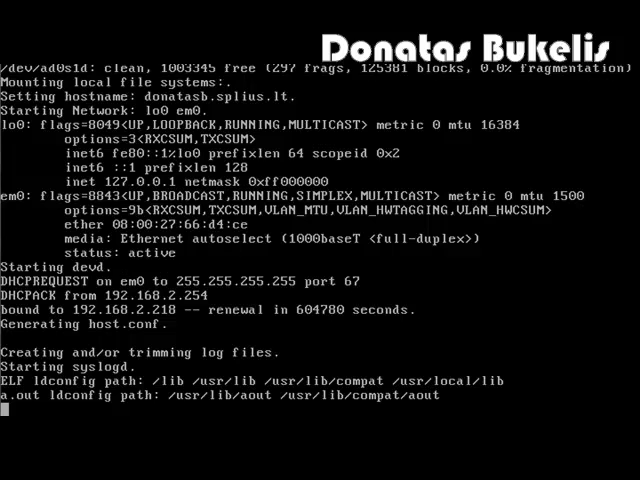 Donatas Bukelis
/dev/ad0s1d: clean, 1003345 free (297 frags, 125381 blocks, 0.0% fragmentation)
Mounting local file systems:.
Setting hostname: donatasb.splius.lt.
Starting Network: lo0 em0.
lo0: flags=8049<UP,LOOPBACK,RUNNING,MULTICAST> metric 0 mtu 16384
options=3<RXCSUM,TXCSUM>
inet6 fe80::1%lo0 prefixlen 64 scopeid 0x2
inet6 ::1 prefixlen 128
inet 127.0.0.1 netmask 0xff000000
em0: flags=8843<UP,BROADCAST,RUNNING,SIMPLEX,MULTICAST> metric 0 mtu 1500
options=9b<RXCSUM,TXCSUM,VLAN_MTU,VLAN_HWTAGGING,VLAN_HWCSUM>
ether 08:00:27:66:d4:ce
media: Ethernet autoselect (1000baseT <full-duplex>)
status: active
Starting devd.
DHCPREQUEST on em0 to 255.255.255.255 port 67
DHCPACK from 192.168.2.254
bound to 192.168.2.218 -- renewal in 604780 seconds.
Generating host.conf.
Creating and/or trimming log files.
Starting syslogd.
ELF ldconfig path: /lib /usr/lib /usr/lib/compat /usr/local/lib
a.out ldconfig path: /usr/lib/aout /usr/lib/compat/aout